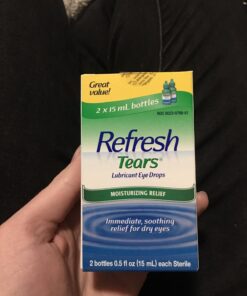 Great
value!
2 x 15 mL bottles
Refresh
Tears®
Lubricant Eye Drops
MOISTURIZING RELIEF
Immediate, soothing
relief for dry eyes
2 bottles 0.5 fl oz (15 mL) each Sterile